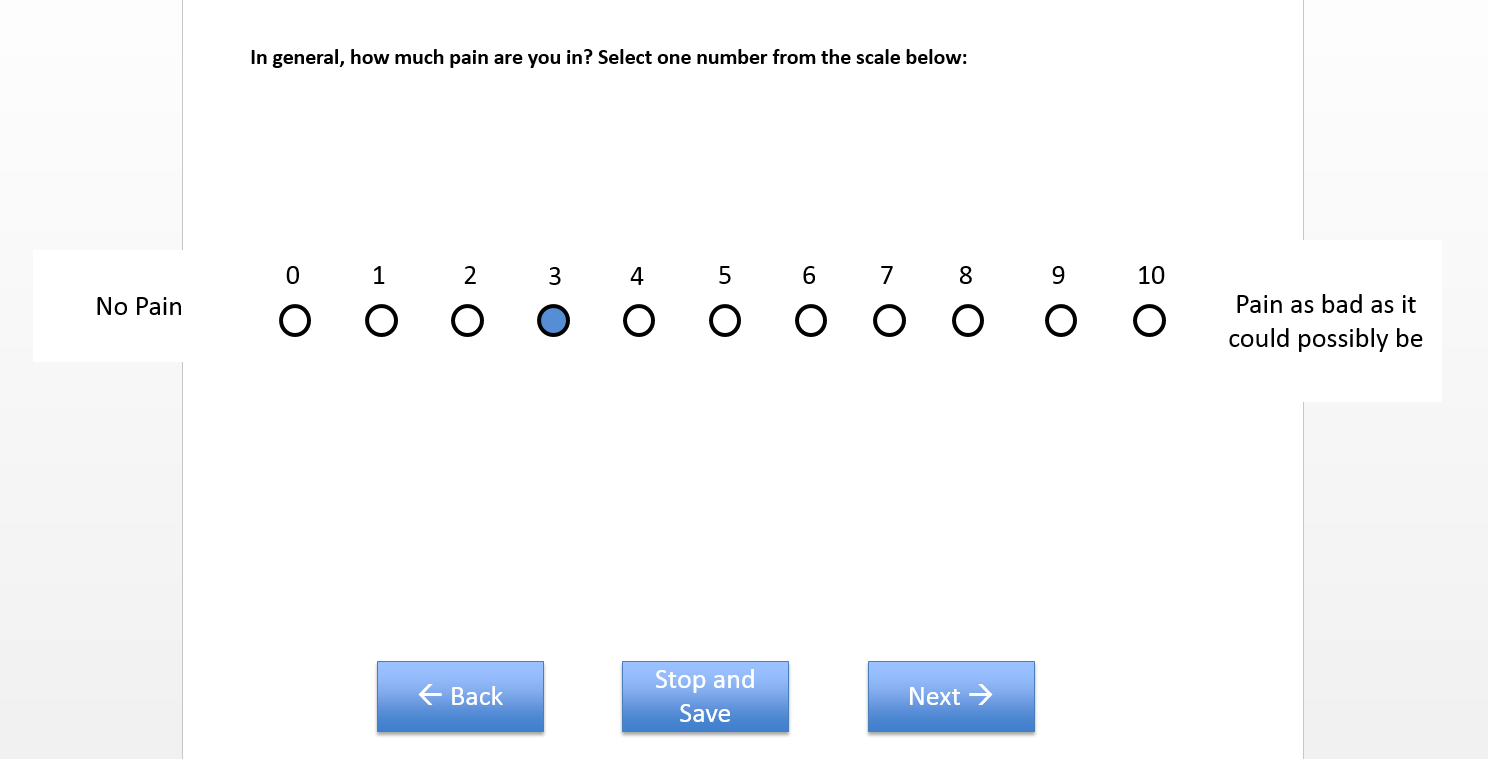 In general, how much pain are you in? Select one number from the scale below:
0 1 2 3 4 5 6 7 8 9 10
No Pain
Pain as bad as it
could possibly be
← Back
Stop and
Save
Next →